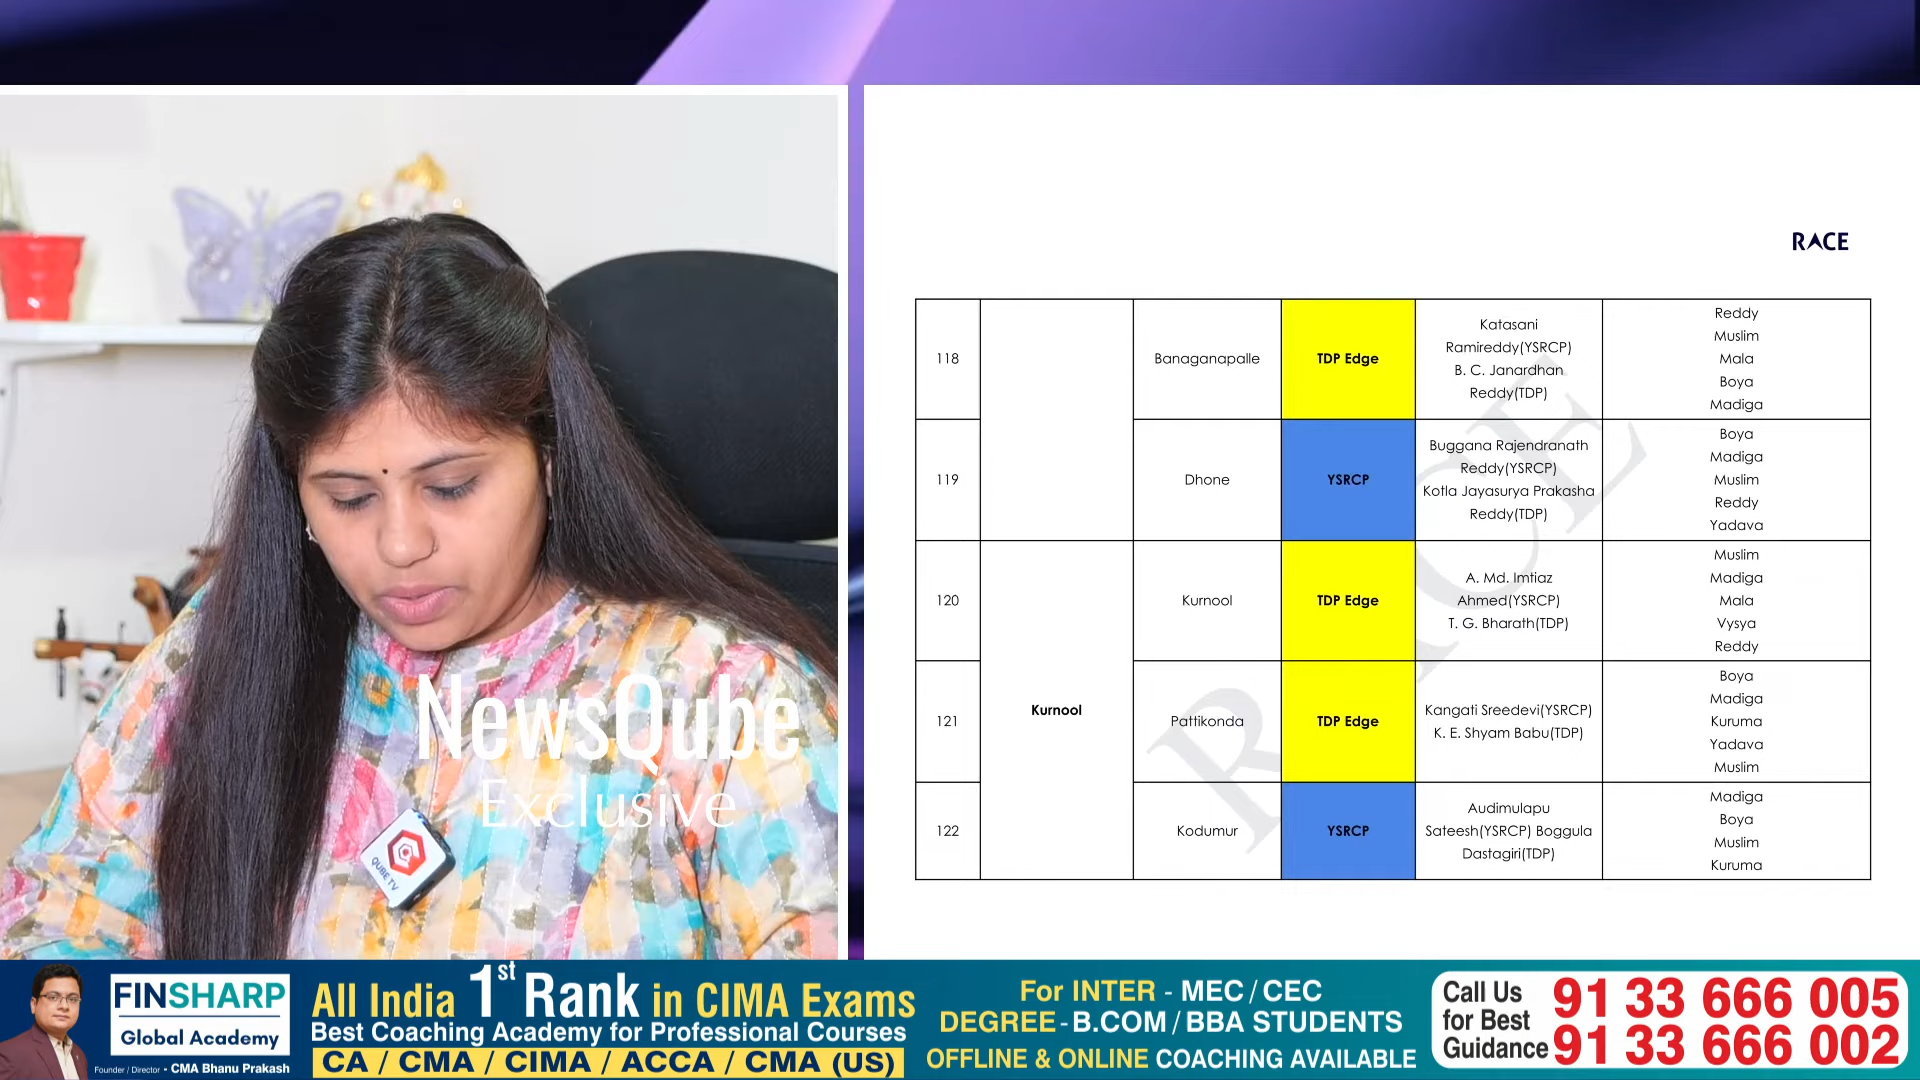 RACE
118
Banaganapalle
TDP Edge
Katasani
Ramireddy(YSRCP)
B. C. Janardhan
Reddy(TDP)
Reddy
Muslim
Mala
Boya
Madiga
119
Dhone
YSRCP
Buggana Rajendranath
Reddy(YSRCP)
Kotla Jayasurya Prakasha
Reddy(TDP)
Boya
Madiga
Muslim
Reddy
Yadava
Kurnool
120
Kurnool
TDP Edge
A. Md. Imtiaz
Ahmed(YSRCP)
T. G. Bharath(TDP)
Muslim
Madiga
Mala
Vysya
Reddy
121
Pattikonda
TDP Edge
Kangati Sreedevi(YSRCP)
K. E. Shyam Babu(TDP)
Boya
Madiga
Kuruma
Yadava
Muslim
122
Kodumur
YSRCP
Audimulapu
Sateesh(YSRCP) Boggula
Dastagiri(TDP)
Madiga
Boya
Muslim
Kuruma
RACE
NewsQube
Exclusive
QUBE TV
FINSHARP
Global Academy
Founder / Director - CMA Bhanu Prakash
All India 1st Rank in CIMA Exams
Best Coaching Academy for Professional Courses
CA / CMA / CIMA / ACCA / CMA (US)
For INTER - MEC / CEC
DEGREE - B.COM / BBA STUDENTS
OFFLINE & ONLINE COACHING AVAILABLE
Call Us
for Best
Guidance
91 33 666 005
91 33 666 002